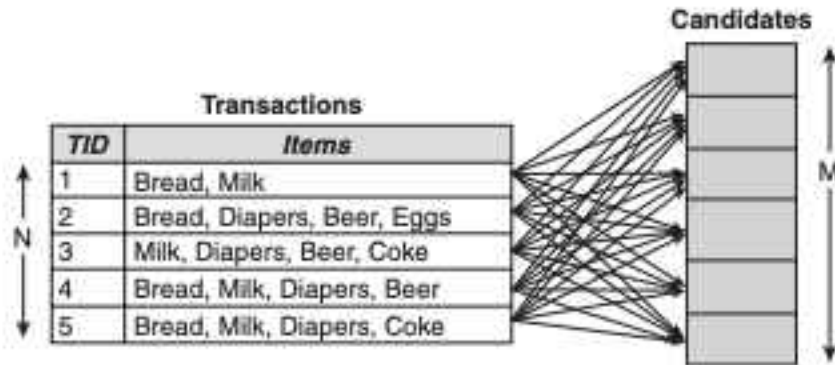 Candidates
Transactions
TID Items
1 Bread, Milk
2 Bread, Diapers, Beer, Eggs
3 Milk, Diapers, Beer, Coke
4 Bread, Milk, Diapers, Beer
5 Bread, Milk, Diapers, Coke
N
M